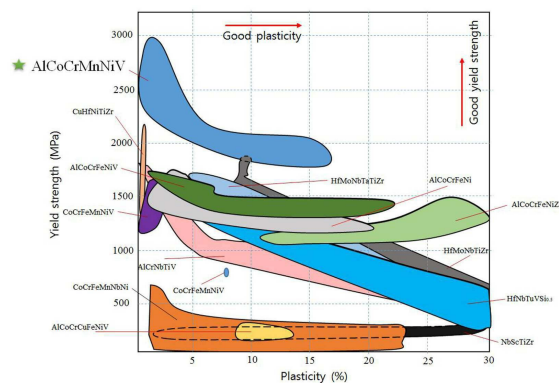 Good plasticity
Good yield strength
3000
2500
2000
1500
1000
500
Yield strength (MPa)
AlCoCrMnNiV
CuHfNiTiZr
AlCoCrFeNiV
CoCrFeMnNiV
AlCrNbTiV
CoCrFeMnNiV
CoCrFeMnNbNi
AlCoCrCuFeNiV
HfMoNbTaTiZr
AlCoCrFeNi
AlCoCrFeNiZ
HfMoNbTiZr
HfNbTuVSi0.5
NbScTiZr
5
10
15
20
25
30
Plasticity (%)